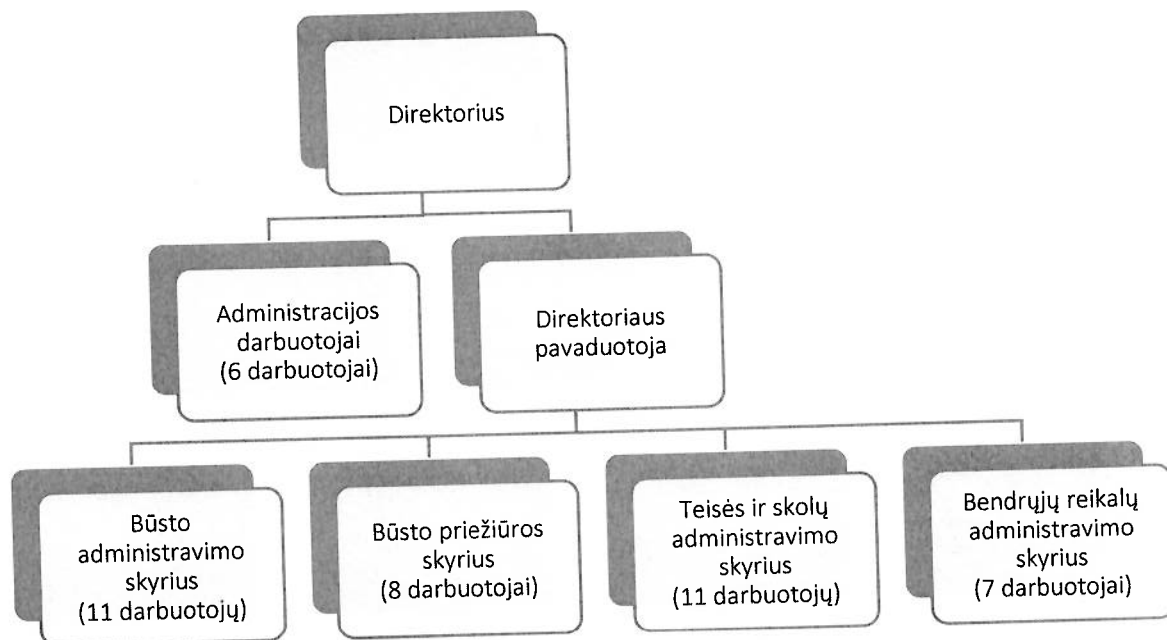 Direktorius
Administracijos
darbuotojai
(6 darbuotojai)
Direktoriaus
pavaduotoja
Būsto
administravimo
skyrius
(11 darbuotojų)
Būsto priežiūros
skyrius
(8 darbuotojai)
Teisės ir skolų
administravimo
skyrius
(11 darbuotojų)
Bendrųjų reikalų
administravimo
skyrius
(7 darbuotojai)